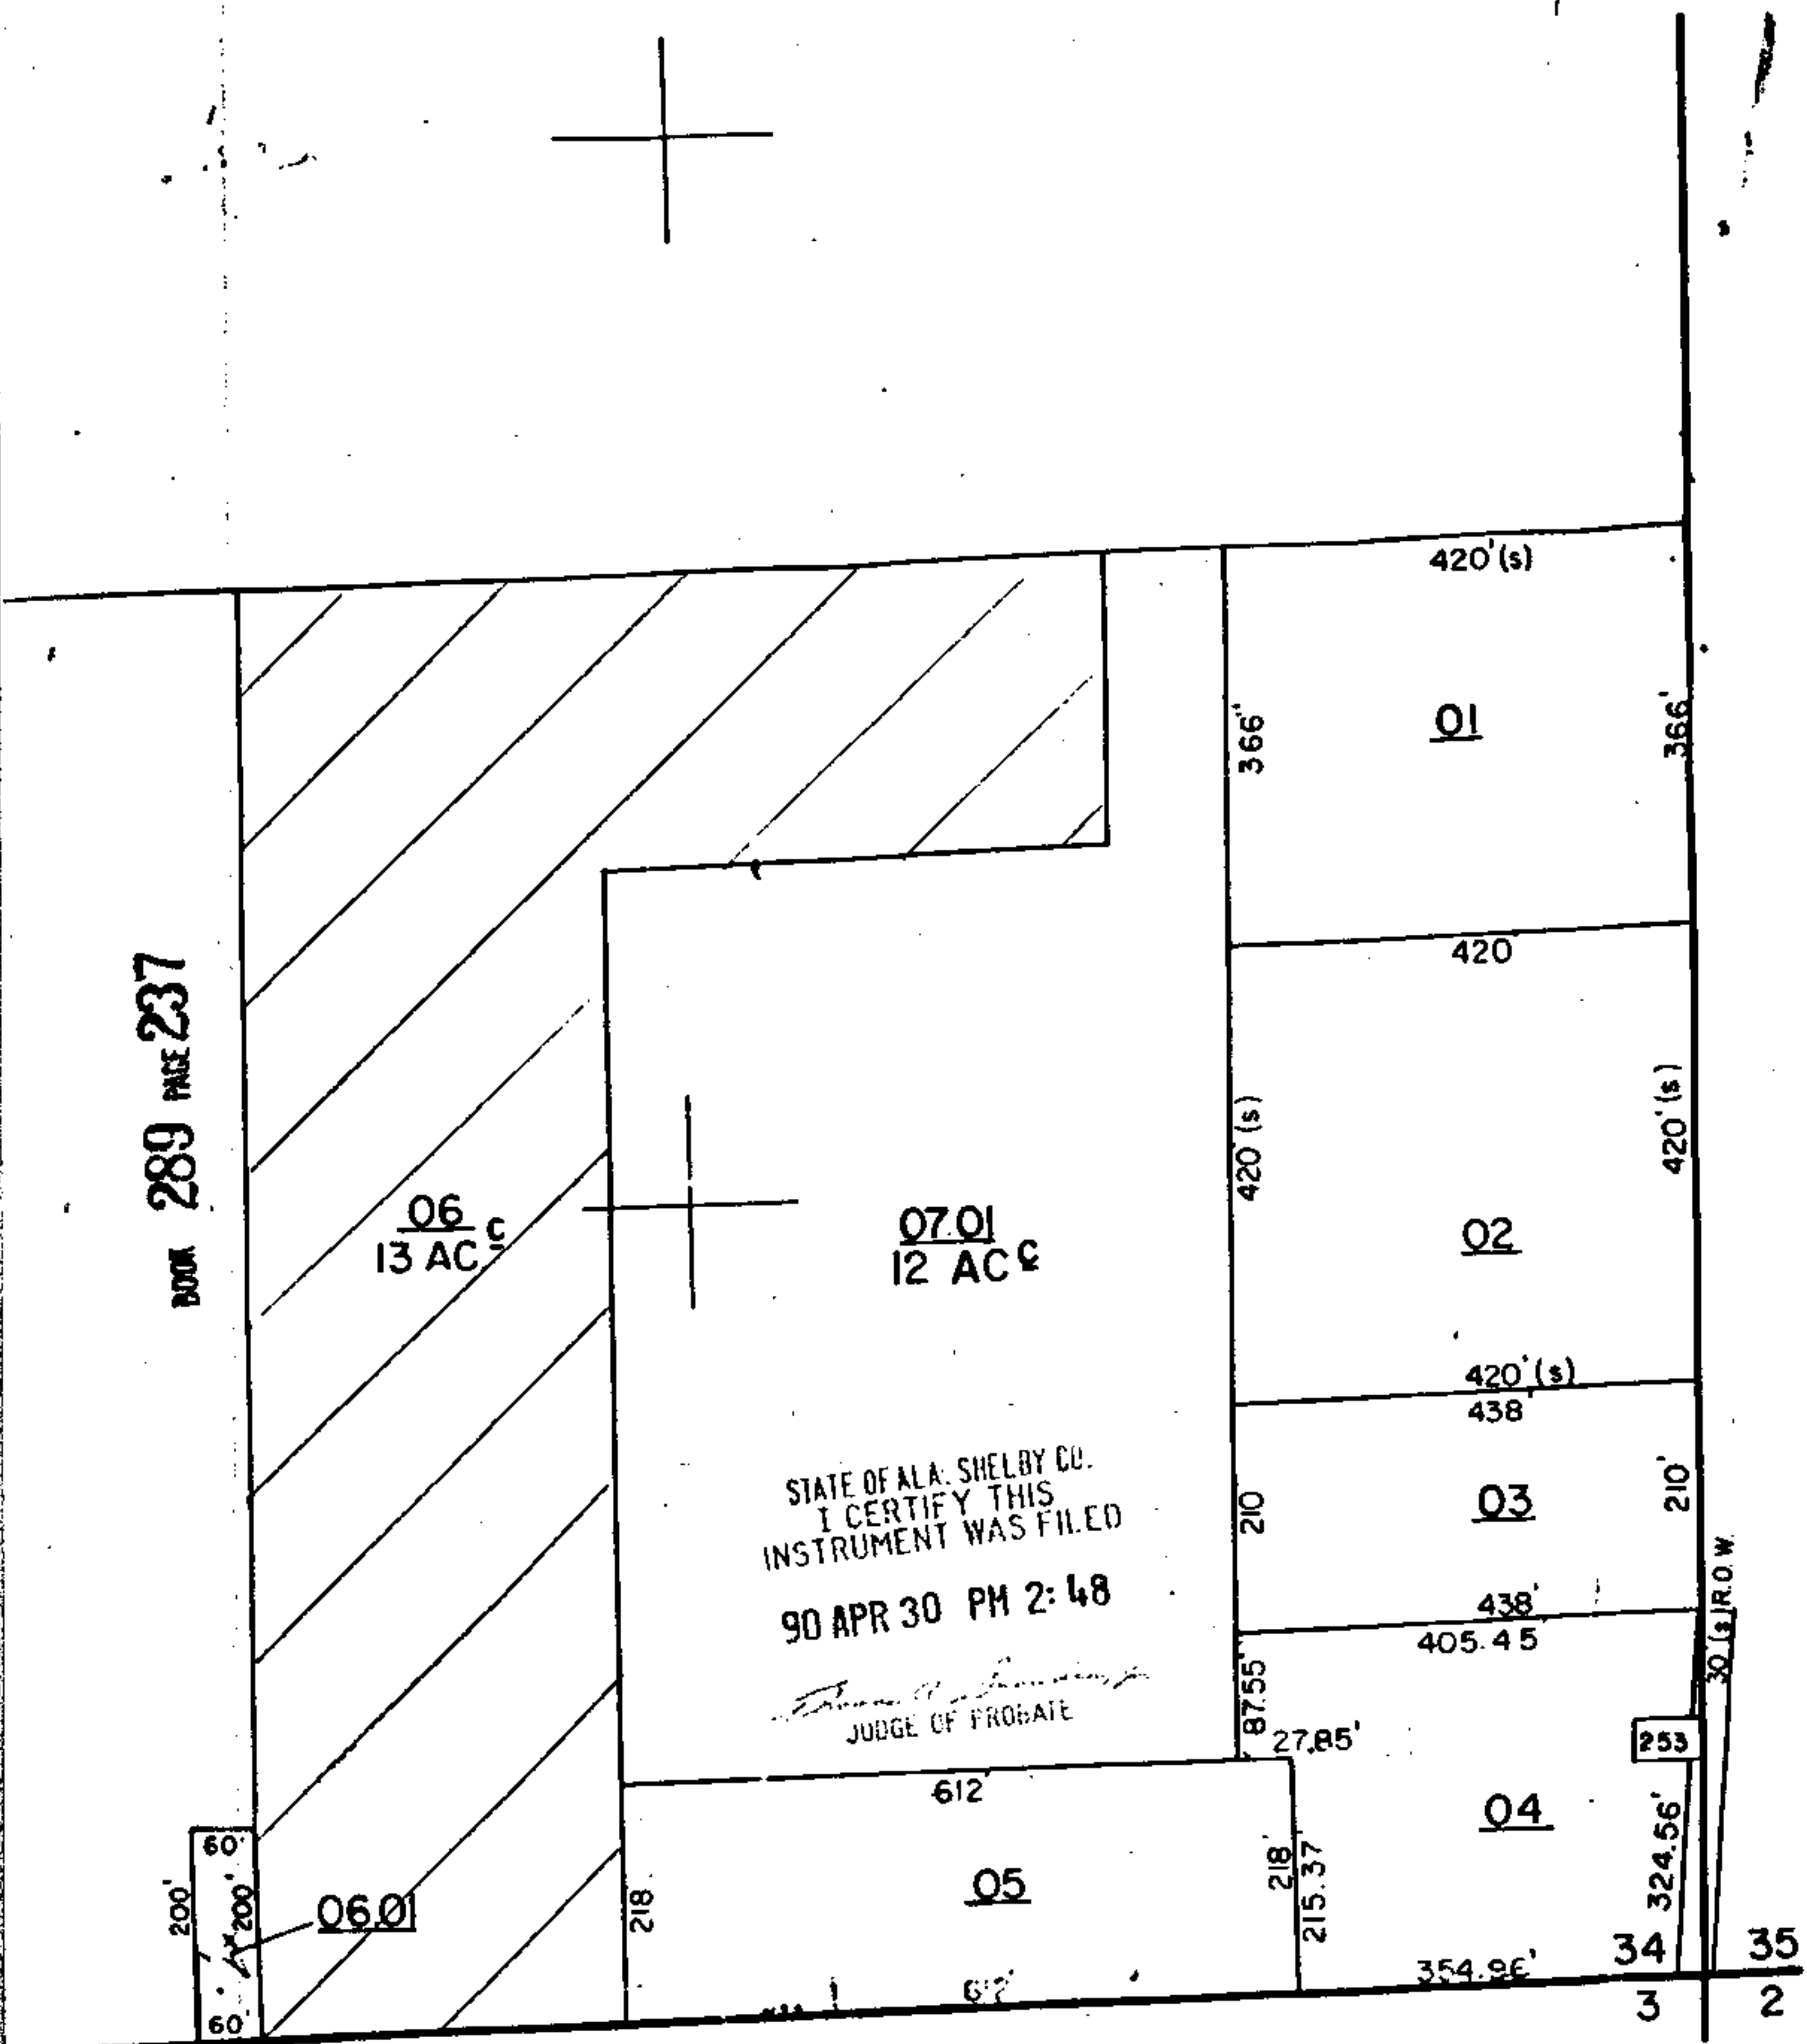 420'(s)
366"
01
366'
420
BOOK 289 PAGE 237
420'(s)
420'(s)
06
13 AC C
07.01
12 AC C
02
420'(s)
438'
STATE OF ALA. SHELBY CO.
I CERTIFY THIS
INSTRUMENT WAS FILED
90 APR 30 PM 2:48
JUDGE OF PROBATE
210
03
210'
30'(s) R.O.W.
438'
405.45'
87.55'
27.85'
253
612'
04
324.56'
60'
200'
200'
06.01
218
05
218'
215.37
34
35
354.96'
612'
60'
3
2